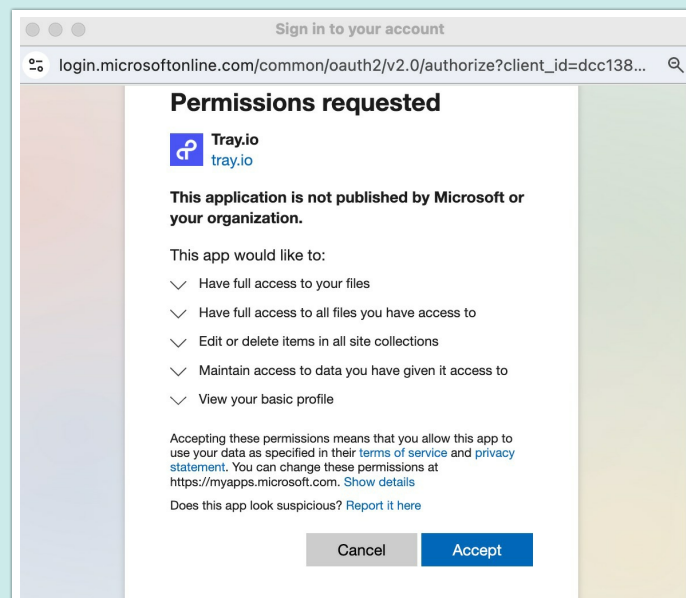 Sign in to your account
login.microsoftonline.com/common/oauth2/v2.0/authorize?client_id=dcc138...
Permissions requested
Tray.io
tray.io
This application is not published by Microsoft or
your organization.
This app would like to:
Have full access to your files
Have full access to all files you have access to
Edit or delete items in all site collections
Maintain access to data you have given it access to
View your basic profile
Accepting these permissions means that you allow this app to
use your data as specified in their terms of service and privacy
statement. You can change these permissions at
https://myapps.microsoft.com. Show details
Does this app look suspicious? Report it here
Cancel Accept